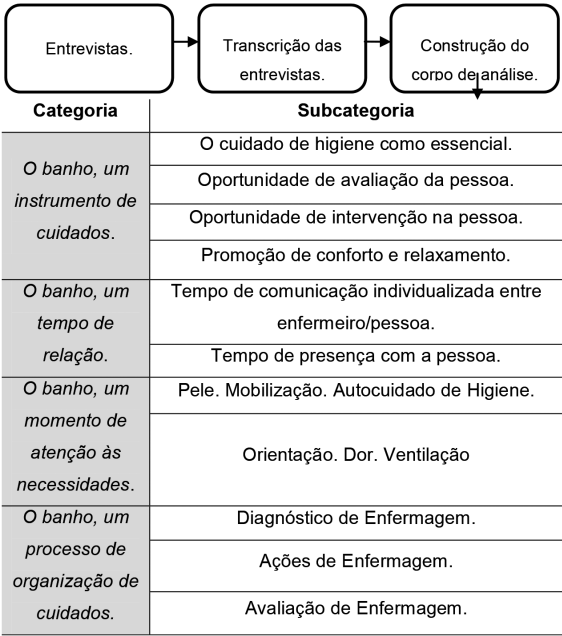 Entrevistas.
Transcrição das
entrevistas.
Construção do
corpo de análise.
Categoria
Subcategoria
O banho, um
instrumento de
cuidados.
O cuidado de higiene como essencial.
Oportunidade de avaliação da pessoa.
Oportunidade de intervenção na pessoa.
Promoção de conforto e relaxamento.
O banho, um
tempo de
relação.
Tempo de comunicação individualizada entre
enfermeiro/pessoa.
Tempo de presença com a pessoa.
O banho, um
momento de
atenção às
necessidades.
Pele. Mobilização. Autocuidado de Higiene.
Orientação. Dor. Ventilação
O banho, um
processo de
organização de
cuidados.
Diagnóstico de Enfermagem.
Ações de Enfermagem.
Avaliação de Enfermagem.